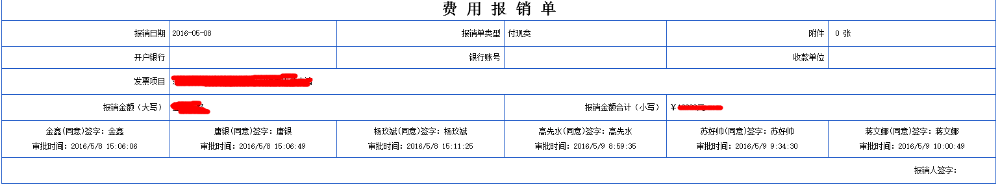 费 用 报 销 单
报销日期 2016-05-08 报销单类型 付现类 附件 0 张
开户银行 银行账号 收款单位
发票项目
报销金额（大写） 报销金额合计（小写） ￥
金鑫(同意)签字：金鑫 唐银(同意)签字：唐银 杨玖斌(同意)签字：杨玖斌 高先水(同意)签字：高先水 苏好帅(同意)签字：苏好帅 蒋文娜(同意)签字：蒋文娜
审批时间：2016/5/8 15:06:06 审批时间：2016/5/8 15:06:49 审批时间：2016/5/8 15:11:25 审批时间：2016/5/9 8:59:35 审批时间：2016/5/9 9:34:30 审批时间：2016/5/9 10:00:49
报销人签字：